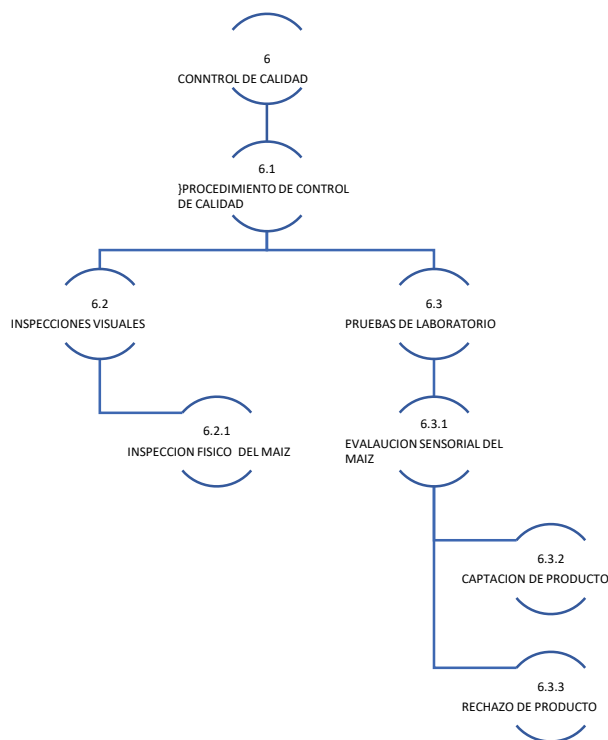 6
CONNTROL DE CALIDAD
6.1
}PROCEDIMIENTO DE CONTROL
DE CALIDAD
6.2
INSPECCIONES VISUALES
6.3
PRUEBAS DE LABORATORIO
6.2.1
INSPECCION FISICO DEL MAIZ
6.3.1
EVALAUCION SENSORIAL DEL
MAIZ
6.3.2
CAPTACION DE PRODUCTO
6.3.3
RECHAZO DE PRODUCTO